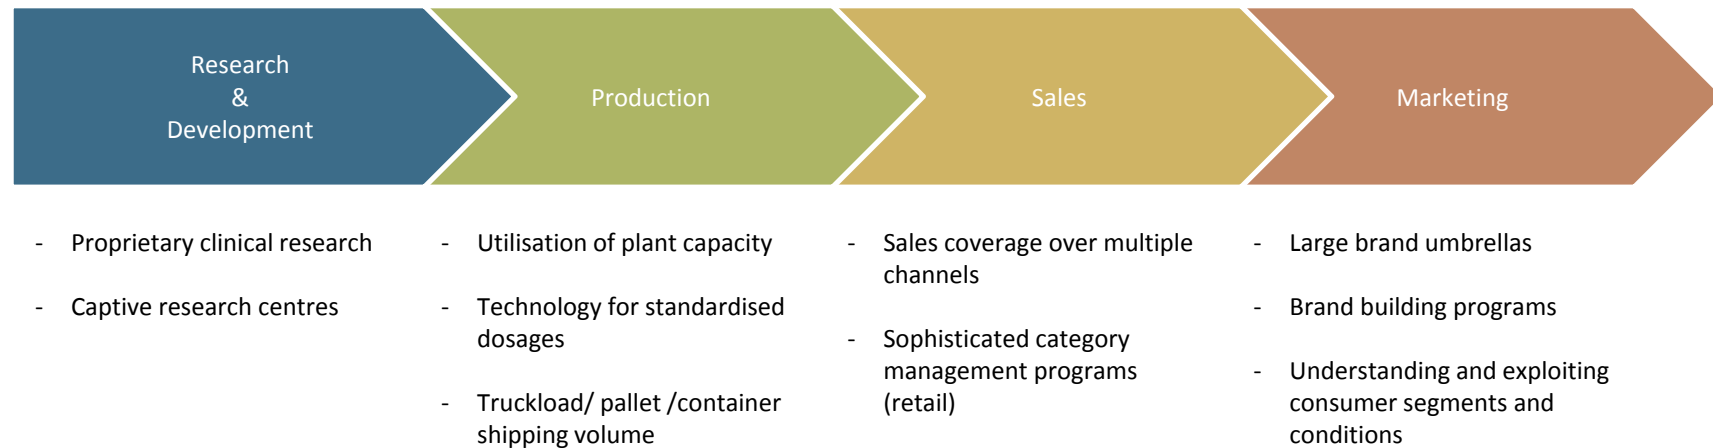 Research
&
Development
Production
Sales
Marketing
- Proprietary clinical research
- Captive research centres
- Utilisation of plant capacity
- Technology for standardised
dosages
- Truckload/ pallet /container
shipping volume
- Sales coverage over multiple
channels
- Sophisticated category
management programs
(retail)
- Large brand umbrellas
- Brand building programs
- Understanding and exploiting
consumer segments and
conditions